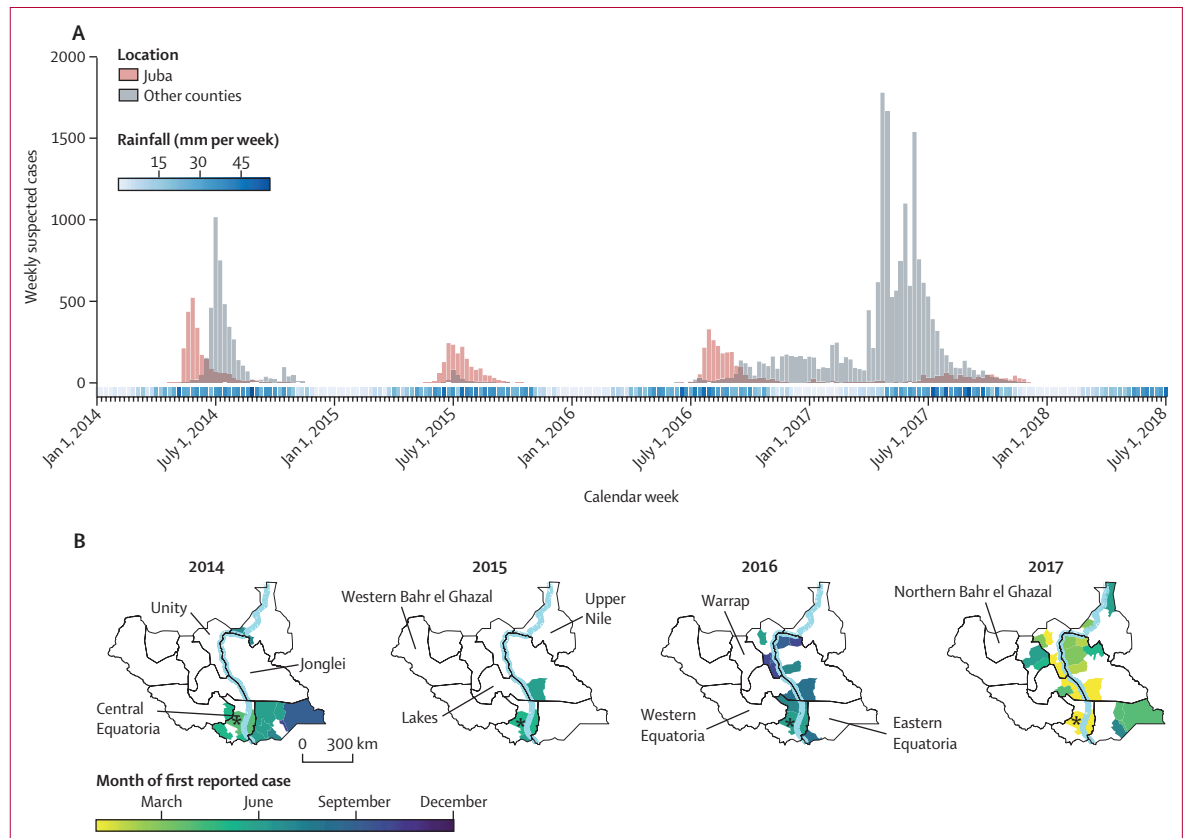 A
Location
Juba
Other counties
Rainfall (mm per week)
15 30 45
2000
1500
1000
500
0
Weekly suspected cases
Jan 1, 2014
July 1, 2014
Jan 1, 2015
July 1, 2015
Jan 1, 2016
July 1, 2016
Jan 1, 2017
July 1, 2017
Jan 1, 2018
July 1, 2018
Calendar week
B
2014
Unity
Jonglei
Central
Equatoria
*
0 300 km
2015
Western Bahr el Ghazal
Upper
Nile
Lakes
*
2016
Warrap
Western
Equatoria
Eastern
Equatoria
*
2017
Northern Bahr el Ghazal
*
Month of first reported case
March June September December